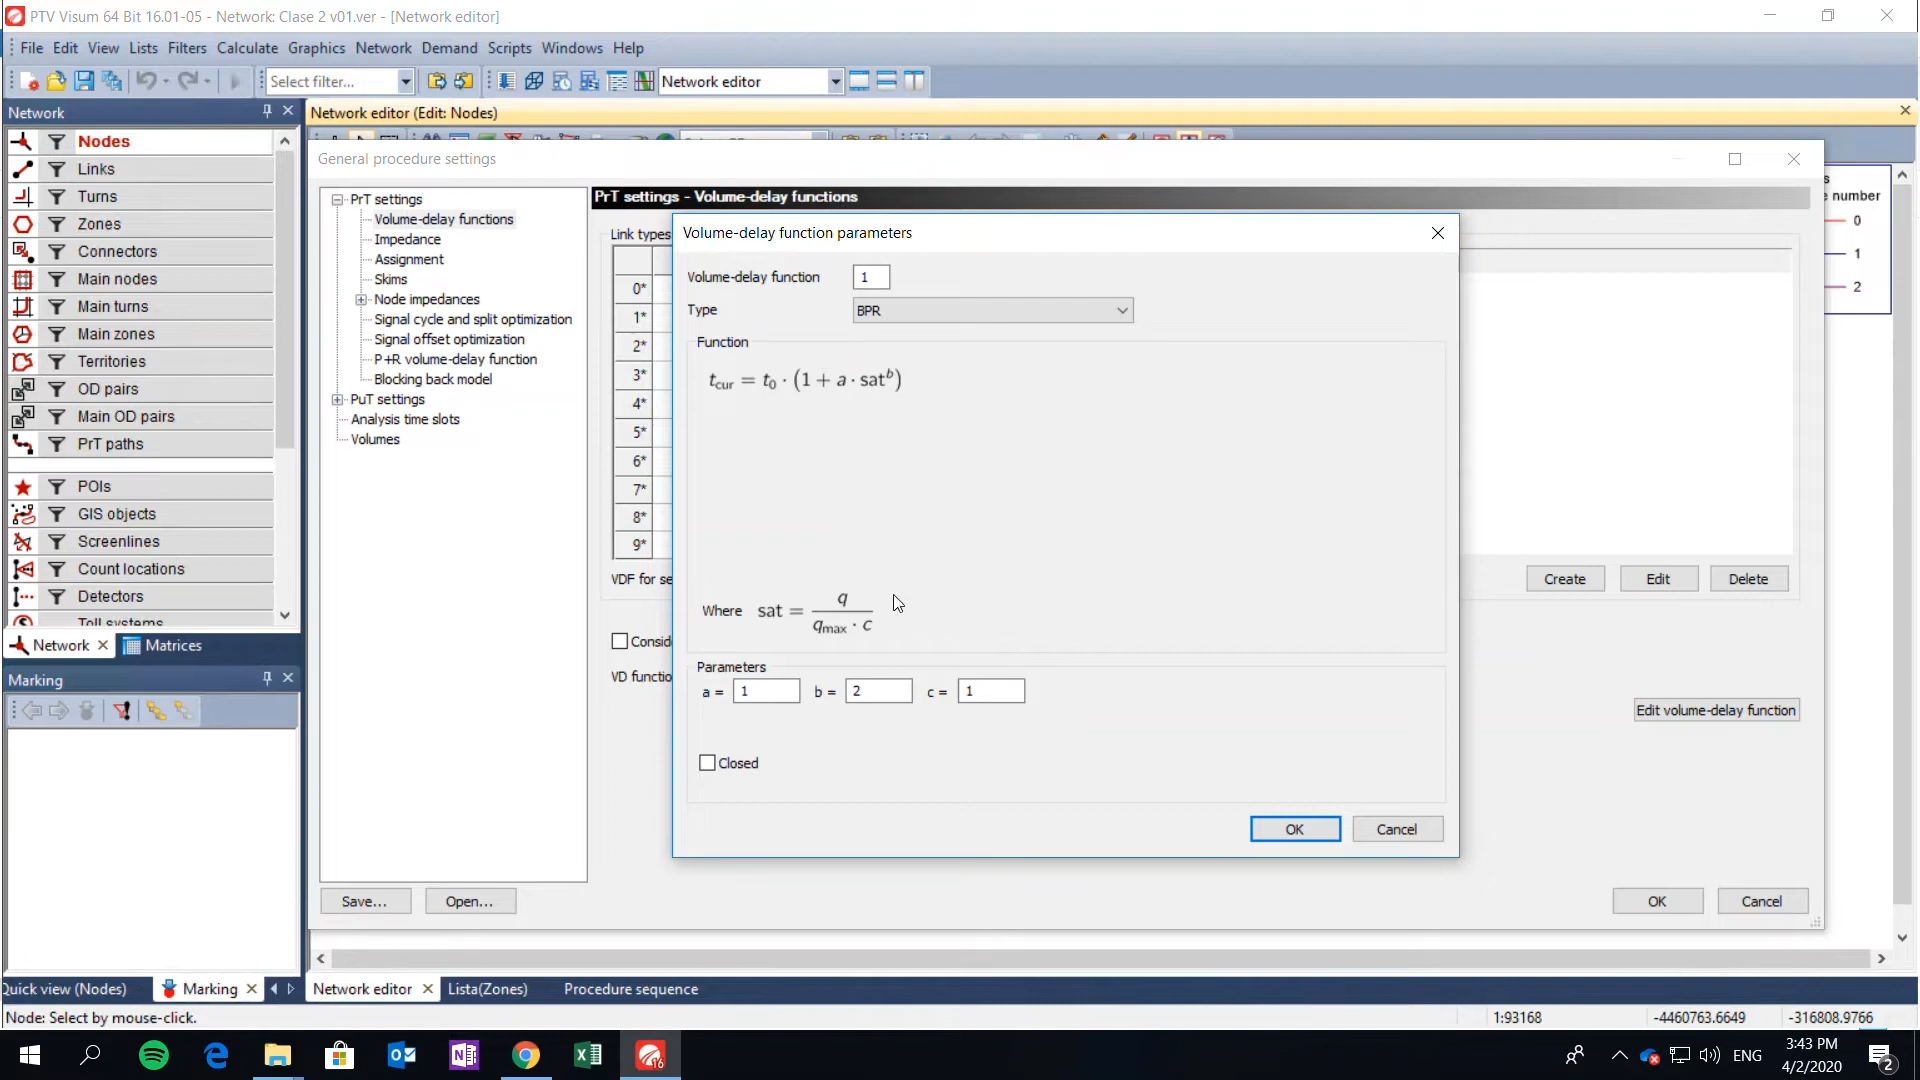 PTV Visum 64 Bit 16.01-05 - Network: Clase 2 v01.ver - [Network editor]
File Edit View Lists Filters Calculate Graphics Network Demand Scripts Windows Help
Select filter... Network editor
Network
Network editor (Edit: Nodes)
Nodes
Links
Turns
Zones
Connectors
Main nodes
Main turns
Main zones
Territories
OD pairs
Main OD pairs
PrT paths
POIs
GIS objects
Screenlines
Count locations
Detectors
Toll systems
Network Matrices
Marking
General procedure settings
PrT settings
Volume-delay functions
Impedance
Assignment
Skims
Node impedances
Signal cycle and split optimization
Signal offset optimization
P+R volume-delay function
Blocking back model
PuT settings
Analysis time slots
Volumes
PrT settings - Volume-delay functions
Link types
0*
1*
2*
3*
4*
5*
6*
7*
8*
9*
VDF for se
Consid
VD functio
Create Edit Delete
Edit volume-delay function
Save... Open... OK Cancel
Volume-delay function parameters
Volume-delay function 1
Type BPR
Function
t_cur = t_0 · (1 + a · sat^b)
Where sat = q / (q_max · c)
Parameters
a = 1 b = 2 c = 1
Closed
OK Cancel
s
e number
0
1
2
Quick view (Nodes) Marking Network editor Lista(Zones) Procedure sequence
Node: Select by mouse-click. 1:93168 -4460763.6649 -316808.9766
ENG 3:43 PM
4/2/2020
2